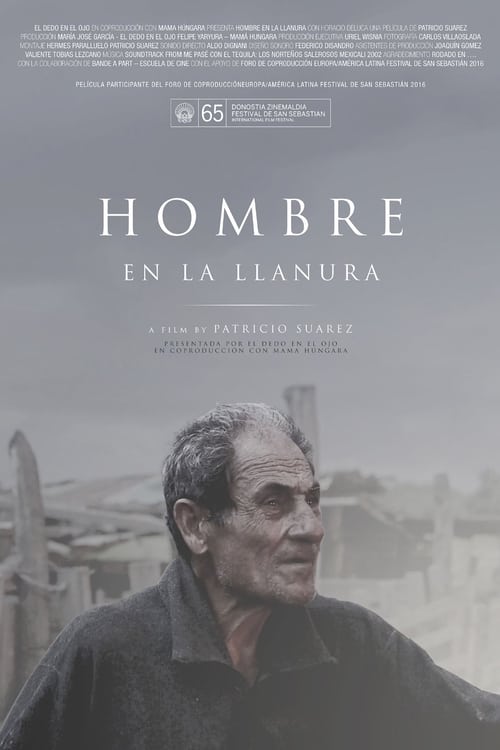 EL DEDO EN EL OJO EN COPRODUCCIÓN CON MAMA HÚNGARA PRESENTA HOMBRE EN LA LLANURA CON HORACIO DELUCA UNA PELICULA DE PATRICIO SUAREZ
PRODUCCIÓN MARÍA JOSÉ GARCÍA - EL DEDO EN EL OJO FELIPE YARYURA – MAMÁ HÚNGARA PRODUCCIÓN EJECUTIVA URIEL WISNIA FOTOGRAFÍA CARLOS VILLAOSLADA
MONTAJE HERMES PARALLUELO PATRICIO SUAREZ SONIDO DIRECTO ALDO DIGNANI DISEÑO SONORO FEDERICO DISANDRO ASISTENTES DE PRODUCCIÓN JOAQUÍN GOMEZ
VALIENTE TOBIAS LEZCANO MÚSICA SOUNDTRACK FROM ME PASÉ CON EL TEQUILA: LOS NORTEÑOS SALEROSOS MEXICALI 2002 AGRADECIMIENTO RODADO EN .....
CON LA COLABORACIÓN DE BANDE A PART – ESCUELA DE CINE CON EL APOYO DE FORO DE COPRODUCCIÓN EUROPA/AMÉRICA LATINA FESTIVAL DE SAN SEBASTIÁN 2016
PELÍCULA PARTICIPANTE DEL FORO DE COPRODUCCIÓNEUROPA/AMÉRICA LATINA FESTIVAL DE SAN SEBASTIÁN 2016
65
DONOSTIA ZINEMALDIA
FESTIVAL DE SAN SEBASTIAN
INTERNATIONAL FILM FESTIVAL
HOMBRE
EN LA LLANURA
A FILM BY PATRICIO SUAREZ
PRESENTADA POR EL DEDO EN EL OJO
EN COPRODUCCIÓN CON MAMA HÚNGARA